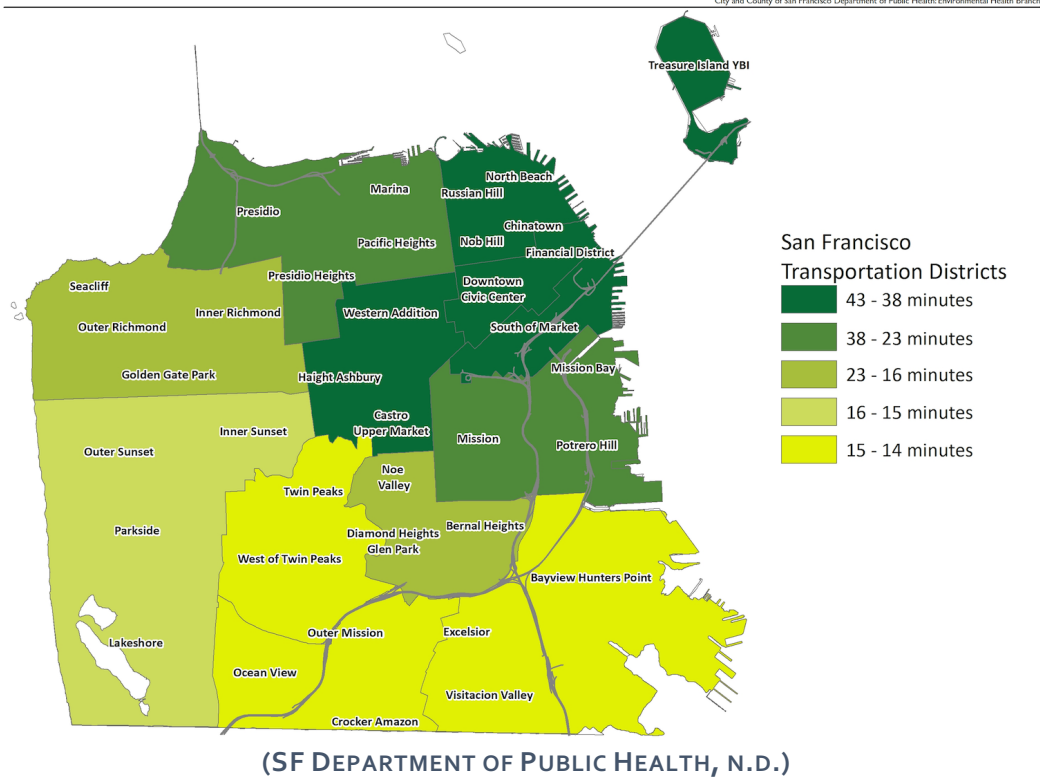 City and County of San Francisco Department of Public Health: Environmental Health Branch
Treasure Island YBI
North Beach
Marina
Russian Hill
Presidio
Chinatown
Pacific Heights
Nob Hill
Financial District
Presidio Heights
Seacliff
Downtown
Civic Center
Inner Richmond
Western Addition
Outer Richmond
South of Market
Mission Bay
Golden Gate Park
Haight Ashbury
Castro
Upper Market
Inner Sunset
Mission
Potrero Hill
Outer Sunset
Noe
Valley
Twin Peaks
Parkside
Bernal Heights
Diamond Heights
Glen Park
West of Twin Peaks
Bayview Hunters Point
Outer Mission
Excelsior
Lakeshore
Ocean View
Visitacion Valley
Crocker Amazon
San Francisco
Transportation Districts
43 - 38 minutes
38 - 23 minutes
23 - 16 minutes
16 - 15 minutes
15 - 14 minutes
(SF DEPARTMENT OF PUBLIC HEALTH, N.D.)